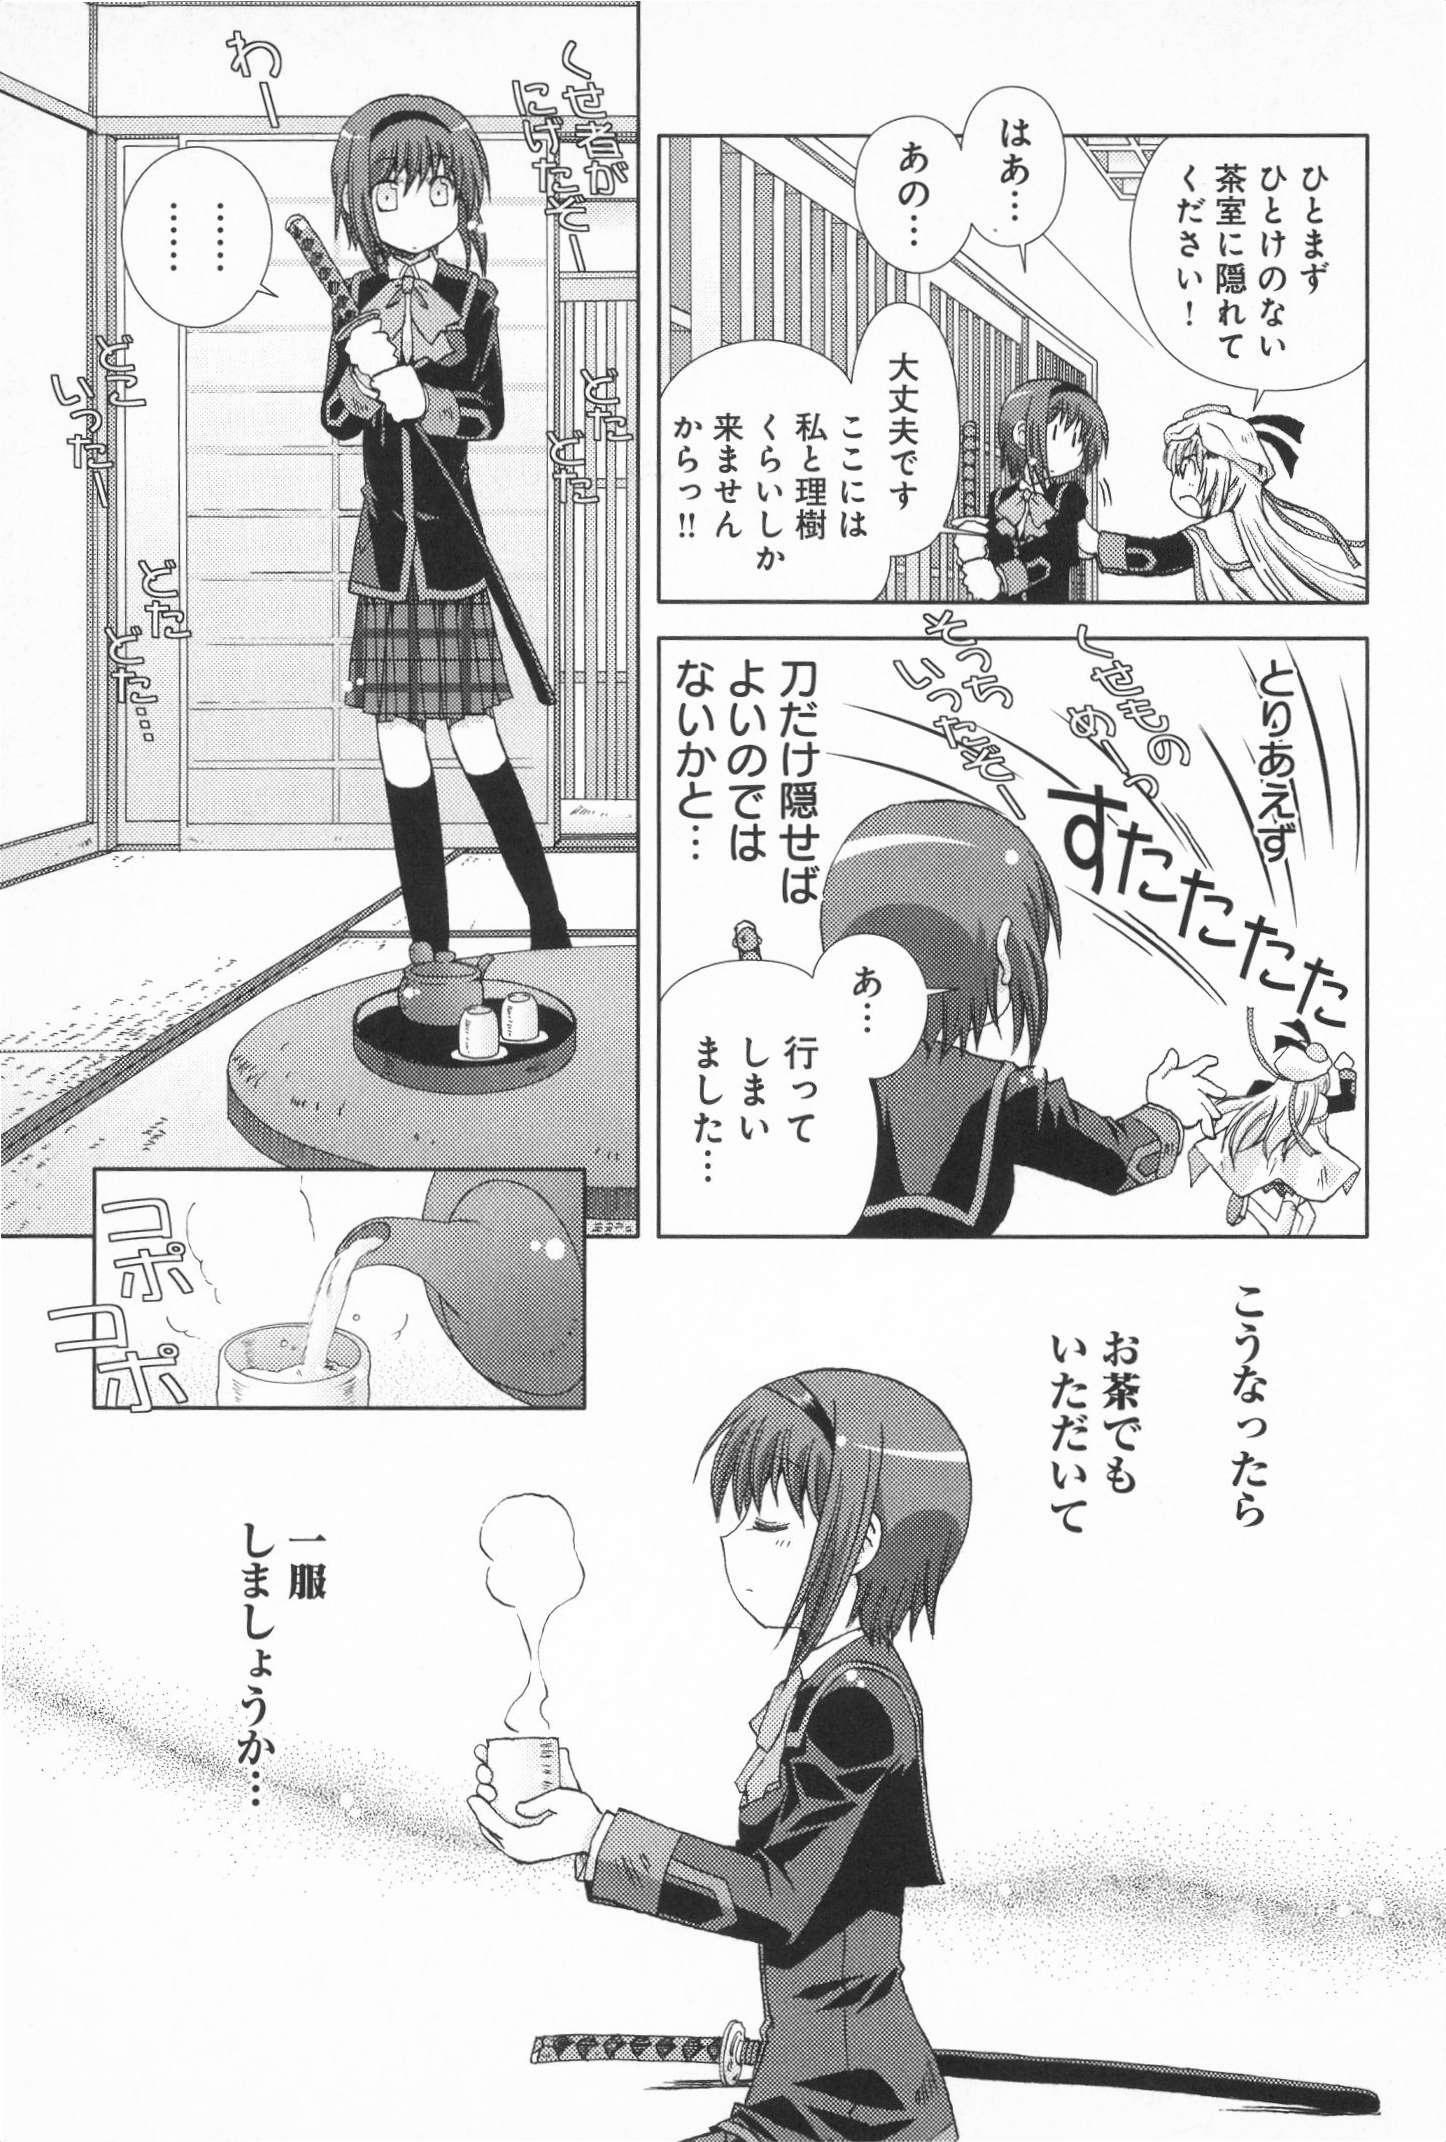 ひとまず
ひとけのない
茶室に隠れて
ください！
はあ…
あの…
大丈夫です
ここには
私と理樹
くらいしか
来ません
からっ!!
とりあえず
すたたたたた
くせもの
めーっ
そっち
いったぞー
刀だけ隠せば
よいのでは
ないかと…
あ…
行って
しまい
ました…
くせ者が
にげたぞー
わー
……
……
どこ
いったー
どた
どた
どた
どた…
コポ
コポ
こうなったら
お茶でも
いただいて
一服
しましょうか…